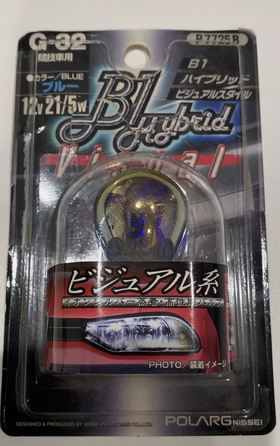 G-32
P7725B
競技車用
●カラー/BLUE
ブルー
12V 21/5W
B1
ハイブリッド
ビジュアルスタイル
B1 Hybrid
Visual
ビジュアル系
PHOTO/装着イメージ
POLARG NISSEI